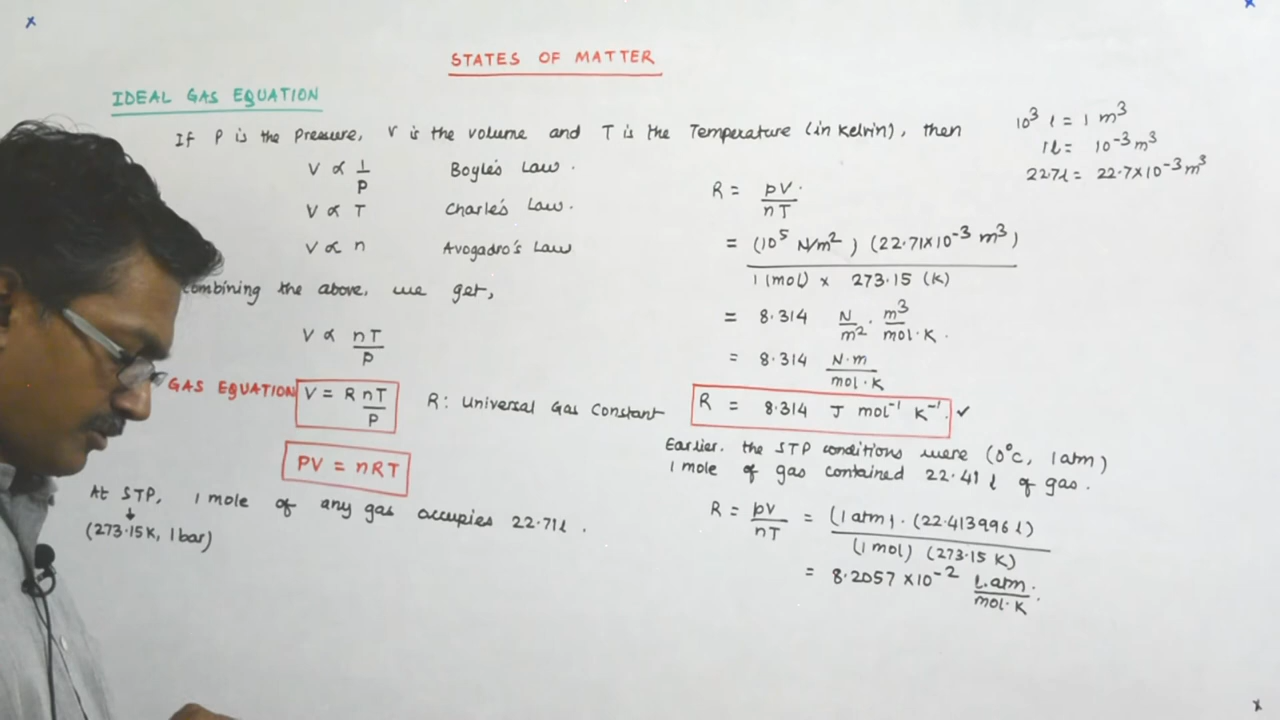 STATES OF MATTER
IDEAL GAS EQUATION
If P is the Pressure, V is the volume and T is the Temperature (in Kelvin), then
V ∝ 1/P Boyle's Law.
V ∝ T Charle's Law.
V ∝ n Avogadro's Law
combining the above, we get,
V ∝ nT/P
GAS EQUATION V = R nT/P R: Universal Gas Constant
PV = nRT
At STP, 1 mole of any gas occupies 22.71l.
↓
(273.15K, 1bar)
10³ l = 1 m³
1l = 10⁻³ m³
22.7l = 22.7×10⁻³ m³
R = pV/nT
= (10⁵ N/m²) (22.71×10⁻³ m³) / 1(mol) × 273.15 (K)
= 8.314 N/m² · m³/mol·K.
= 8.314 N·m/mol·K
R = 8.314 J mol⁻¹ K⁻¹. ✓
Earlier, the STP conditions were (0°C, 1atm)
1 mole of gas contained 22.41 l of gas.
R = pV/nT = (1 atm) · (22.413996 l) / (1 mol) (273.15 K)
= 8.2057 ×10⁻² L.atm./mol·K.